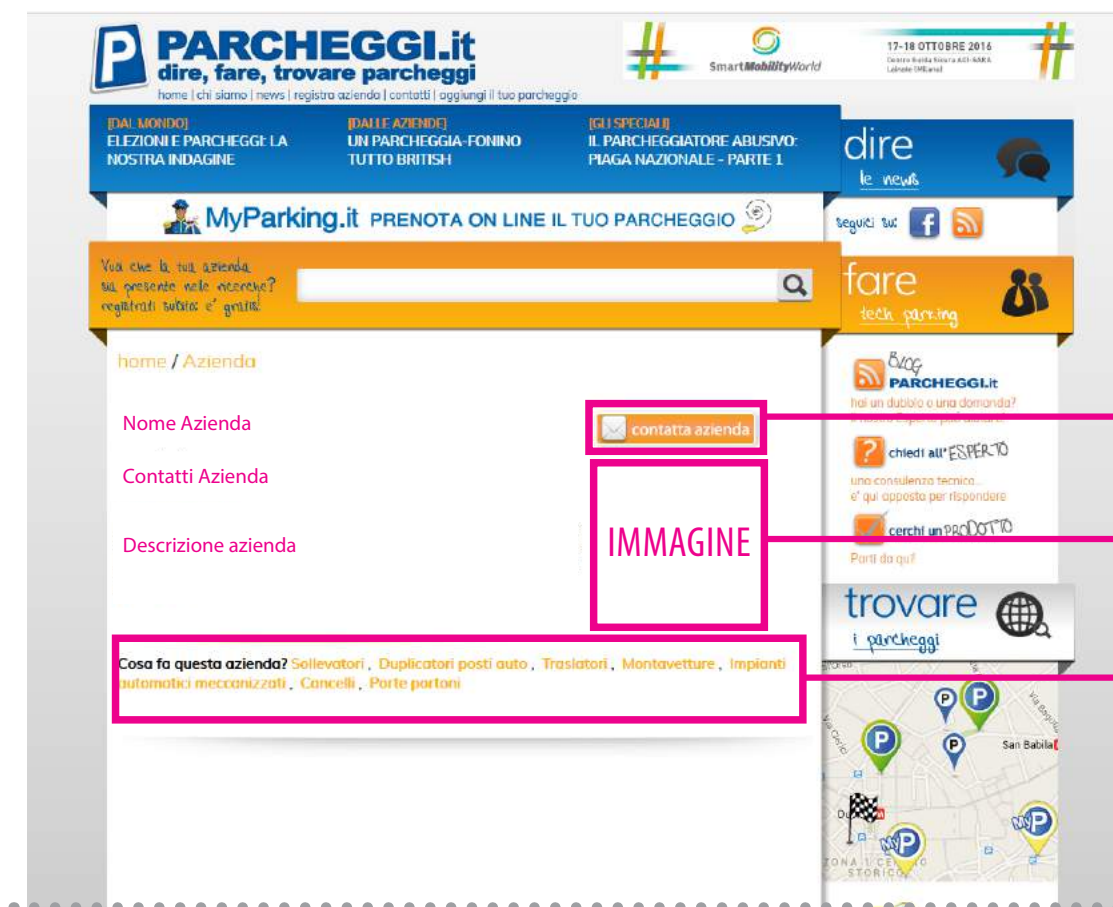 PARCHEGGI.it
dire, fare, trovare parcheggi
home | chi siamo | news | registra azienda | contatti | aggiungi il tuo parcheggio
SmartMobilityWorld
17-18 OTTOBRE 2016
[DAL MONDO]
ELEZIONI E PARCHEGGI: LA
NOSTRA INDAGINE
[DALLE AZIENDE]
UN PARCHEGGIA-FONINO
TUTTO BRITISH
[GLI SPECIALI]
IL PARCHEGGIATORE ABUSIVO:
PIAGA NAZIONALE - PARTE 1
dire
le news
MyParking.it PRENOTA ON LINE IL TUO PARCHEGGIO
seguici su:
Vuoi che la tua azienda
sia presente nelle ricerche?
registrati subito: e' gratis!
fare
tech parking
home / Azienda
Nome Azienda
contatta azienda
Contatti Azienda
Descrizione azienda
IMMAGINE
BLOG
PARCHEGGI.it
hai un dubbio o una domanda?
chiedi all'ESPERTO
una consulenza tecnica...
e' qui apposta per rispondere
cerchi un PRODOTTO
Parti da qui!
trovare
i parcheggi
Cosa fa questa azienda? Sollevatori , Duplicatori posti auto , Traslatori , Montavetture , Impianti
automatici meccanizzati , Cancelli , Porte portoni
San Babila
STORICO